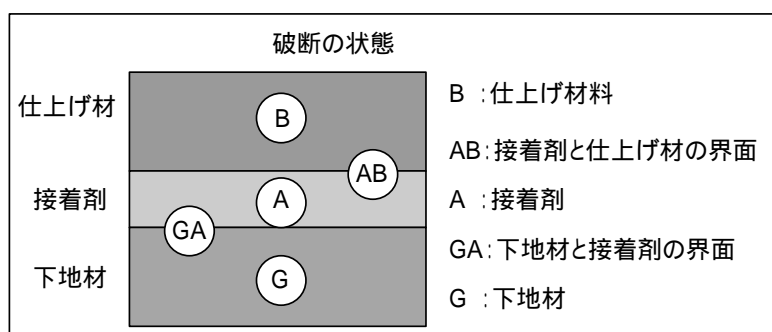 破断の状態
仕上げ材
接着剤
下地材
B
AB
A
GA
G
B :仕上げ材料
AB:接着剤と仕上げ材の界面
A :接着剤
GA:下地材と接着剤の界面
G :下地材